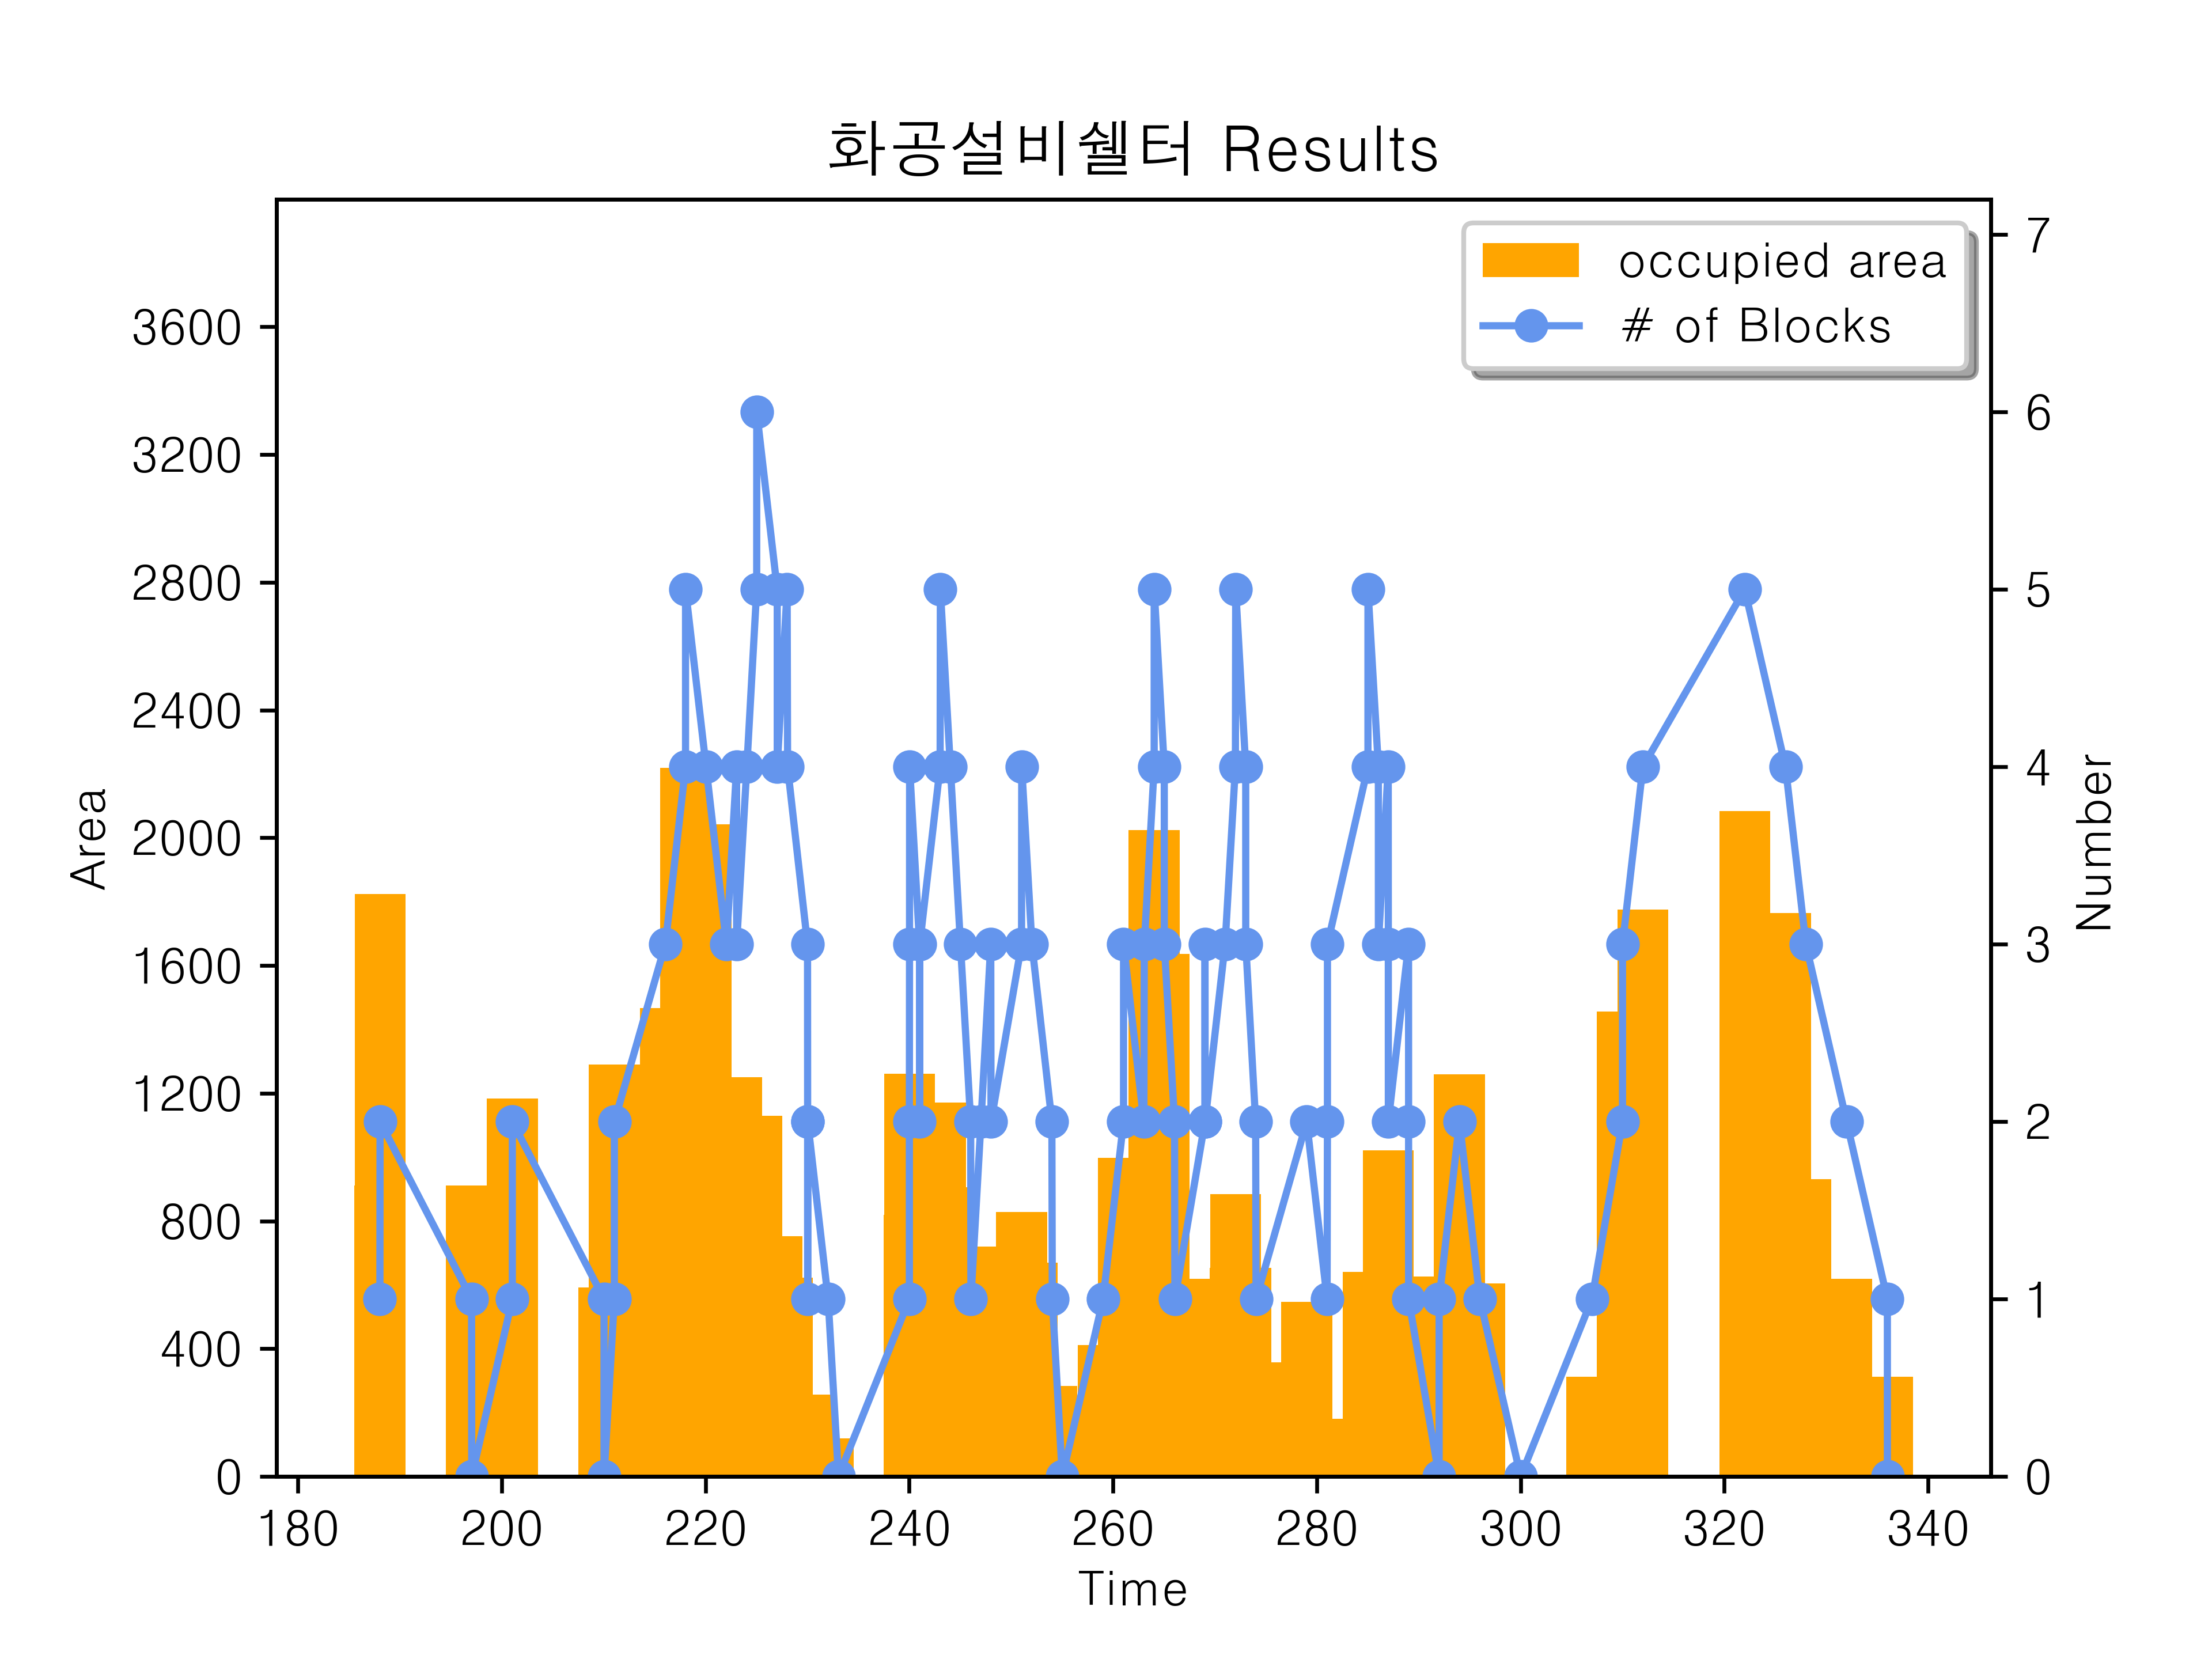 화공설비쉘터 Results
occupied area
# of Blocks
Area
3600
3200
2800
2400
2000
1600
1200
800
400
0
7
6
5
4
3
2
1
0
Number
180 200 220 240 260 280 300 320 340
Time